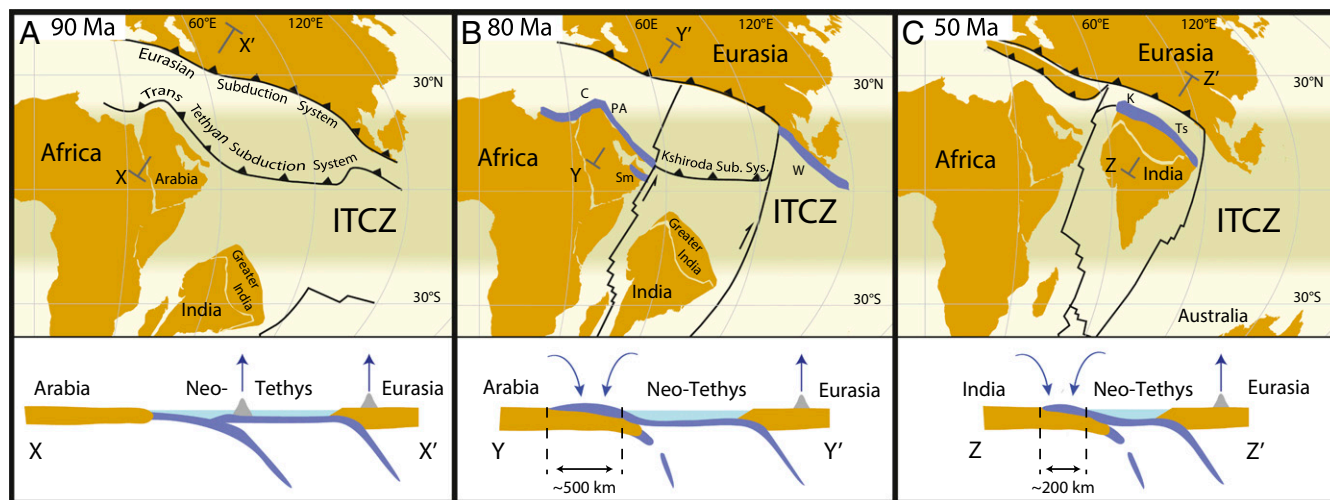 A 90 Ma
60°E
120°E
X'
Eurasian Subduction System
30°N
Trans Tethyan Subduction System
Africa
X
Arabia
ITCZ
Greater India
India
30°S
Arabia
Neo-Tethys
Eurasia
X
X'
B 80 Ma
60E
120°E
Y'
Eurasia
30°N
C
PA
Africa
Y
Sm
Kshiroda Sub. Sys.
W
ITCZ
Greater India
India
30°S
Arabia
Neo-Tethys
Eurasia
Y
Y'
~500 km
C 50 Ma
60E
120°E
Eurasia
Z'
30°N
K
Ts
Africa
Z
India
ITCZ
30°S
Australia
India
Neo-Tethys
Eurasia
Z
Z'
~200 km